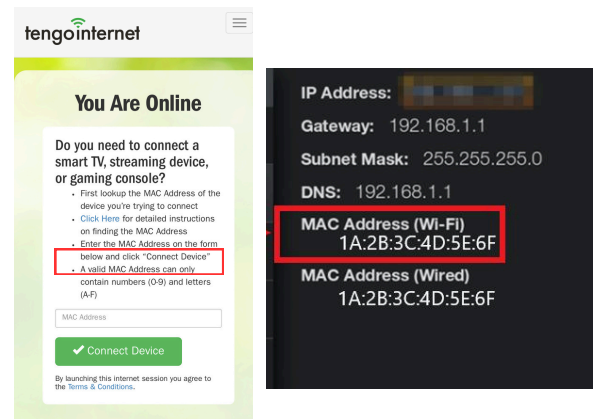 tengointernet
You Are Online
Do you need to connect a
smart TV, streaming device,
or gaming console?
• First lookup the MAC Address of the
device you're trying to connect
• Click Here for detailed instructions
on finding the MAC Address
• Enter the MAC Address on the form
below and click “Connect Device”
• A valid MAC Address can only
contain numbers (0-9) and letters
(A-F)
MAC Address
✔ Connect Device
By launching this internet session you agree to
the Terms & Conditions.
IP Address:
Gateway: 192.168.1.1
Subnet Mask: 255.255.255.0
DNS: 192.168.1.1
MAC Address (Wi-Fi)
1A:2B:3C:4D:5E:6F
MAC Address (Wired)
1A:2B:3C:4D:5E:6F